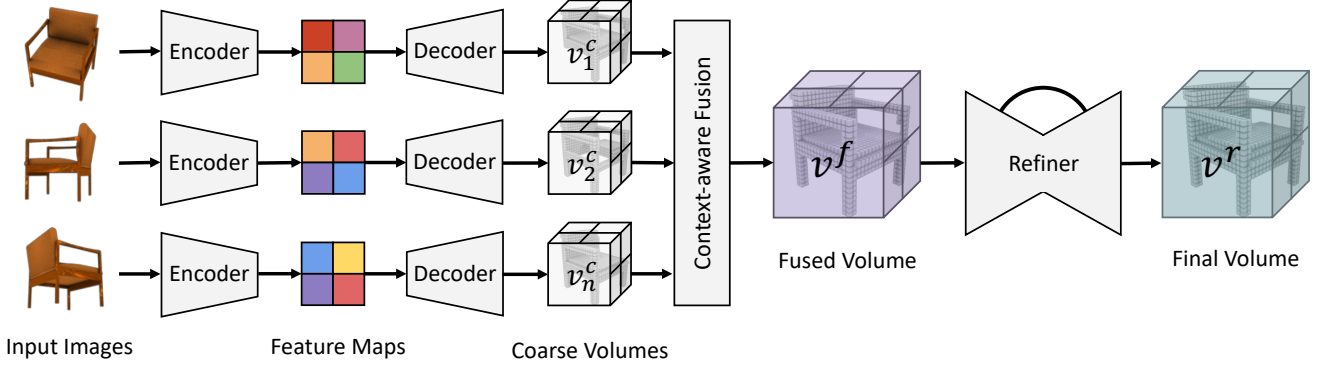 Encoder
Decoder
v_1^c
Encoder
Decoder
v_2^c
Encoder
Decoder
v_n^c
Context-aware Fusion
v^f
Refiner
v^r
Fused Volume
Final Volume
Input Images
Feature Maps
Coarse Volumes